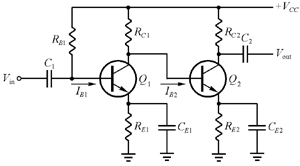 +V_CC
R_B1
R_C1
R_C2
C_2
V_out
C_1
Q_1
Q_2
V_in
I_B1
I_B2
R_E1
C_E1
R_E2
C_E2